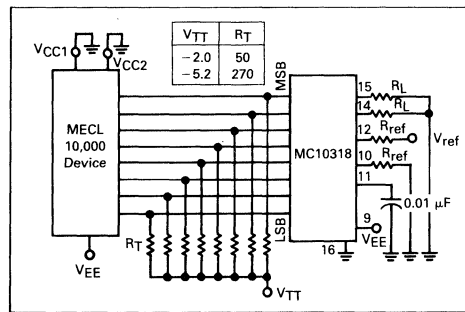 VCC1
VCC2
VTT RT
−2.0 50
−5.2 270
MECL
10,000
Device
VEE
RT
MSB
LSB
VTT
MC10318
15 RL
14 RL
12 Rref
Vref
10 Rref
11
0.01 µF
9
VEE
16